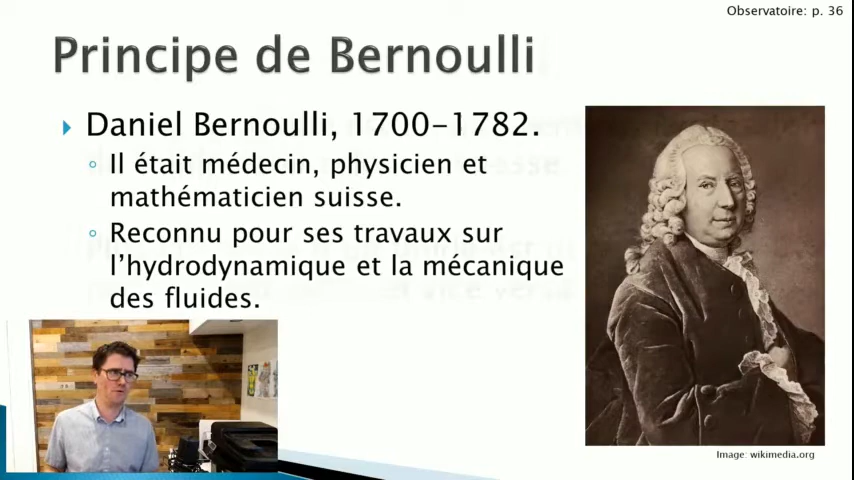 Observatoire: p. 36
Principe de Bernoulli
Daniel Bernoulli, 1700-1782.
Il était médecin, physicien et
mathématicien suisse.
Reconnu pour ses travaux sur
l'hydrodynamique et la mécanique
des fluides.
Image: wikimedia.org